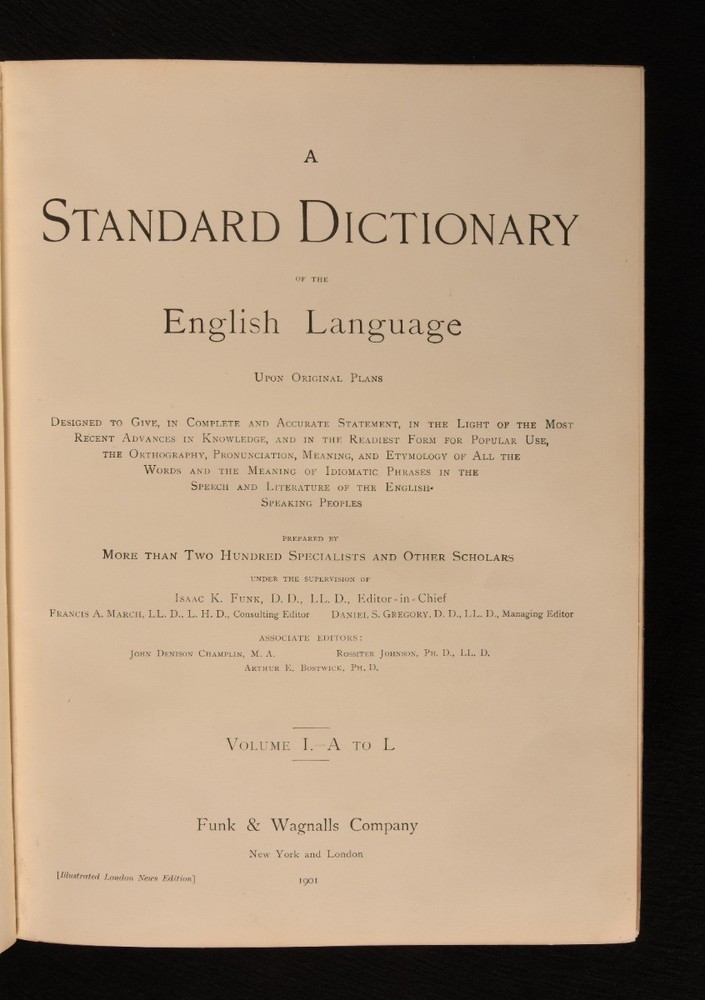 A
STANDARD DICTIONARY
OF THE
English Language
UPON ORIGINAL PLANS
DESIGNED TO GIVE, IN COMPLETE AND ACCURATE STATEMENT, IN THE LIGHT OF THE MOST
RECENT ADVANCES IN KNOWLEDGE, AND IN THE READIEST FORM FOR POPULAR USE,
THE ORTHOGRAPHY, PRONUNCIATION, MEANING, AND ETYMOLOGY OF ALL THE
WORDS AND THE MEANING OF IDIOMATIC PHRASES IN THE
SPEECH AND LITERATURE OF THE ENGLISH-
SPEAKING PEOPLES
PREPARED BY
MORE THAN TWO HUNDRED SPECIALISTS AND OTHER SCHOLARS
UNDER THE SUPERVISION OF
ISAAC K. FUNK, D. D., LL. D., Editor-in-Chief
FRANCIS A. MARCH, LL. D., L. H. D., Consulting Editor DANIEL S. GREGORY, D. D., LL. D., Managing Editor
ASSOCIATE EDITORS:
JOHN DENISON CHAMPLIN, M. A. ROSSITER JOHNSON, PH. D., LL. D.
ARTHUR E. BOSTWICK, PH. D.
VOLUME I.—A TO L
Funk & Wagnalls Company
New York and London
[Illustrated London News Edition] 1901